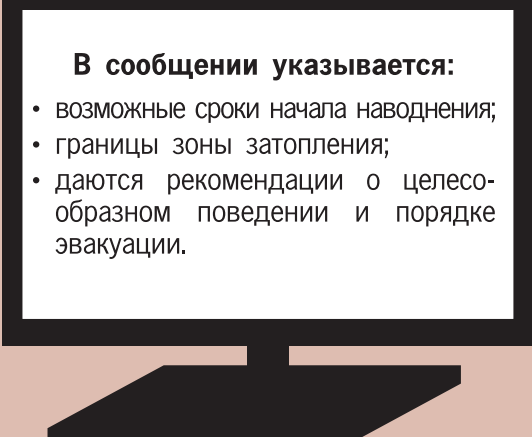 В сообщении указывается:
• возможные сроки начала наводнения;
• границы зоны затопления;
• даются рекомендации о целесо-
образном поведении и порядке
эвакуации.